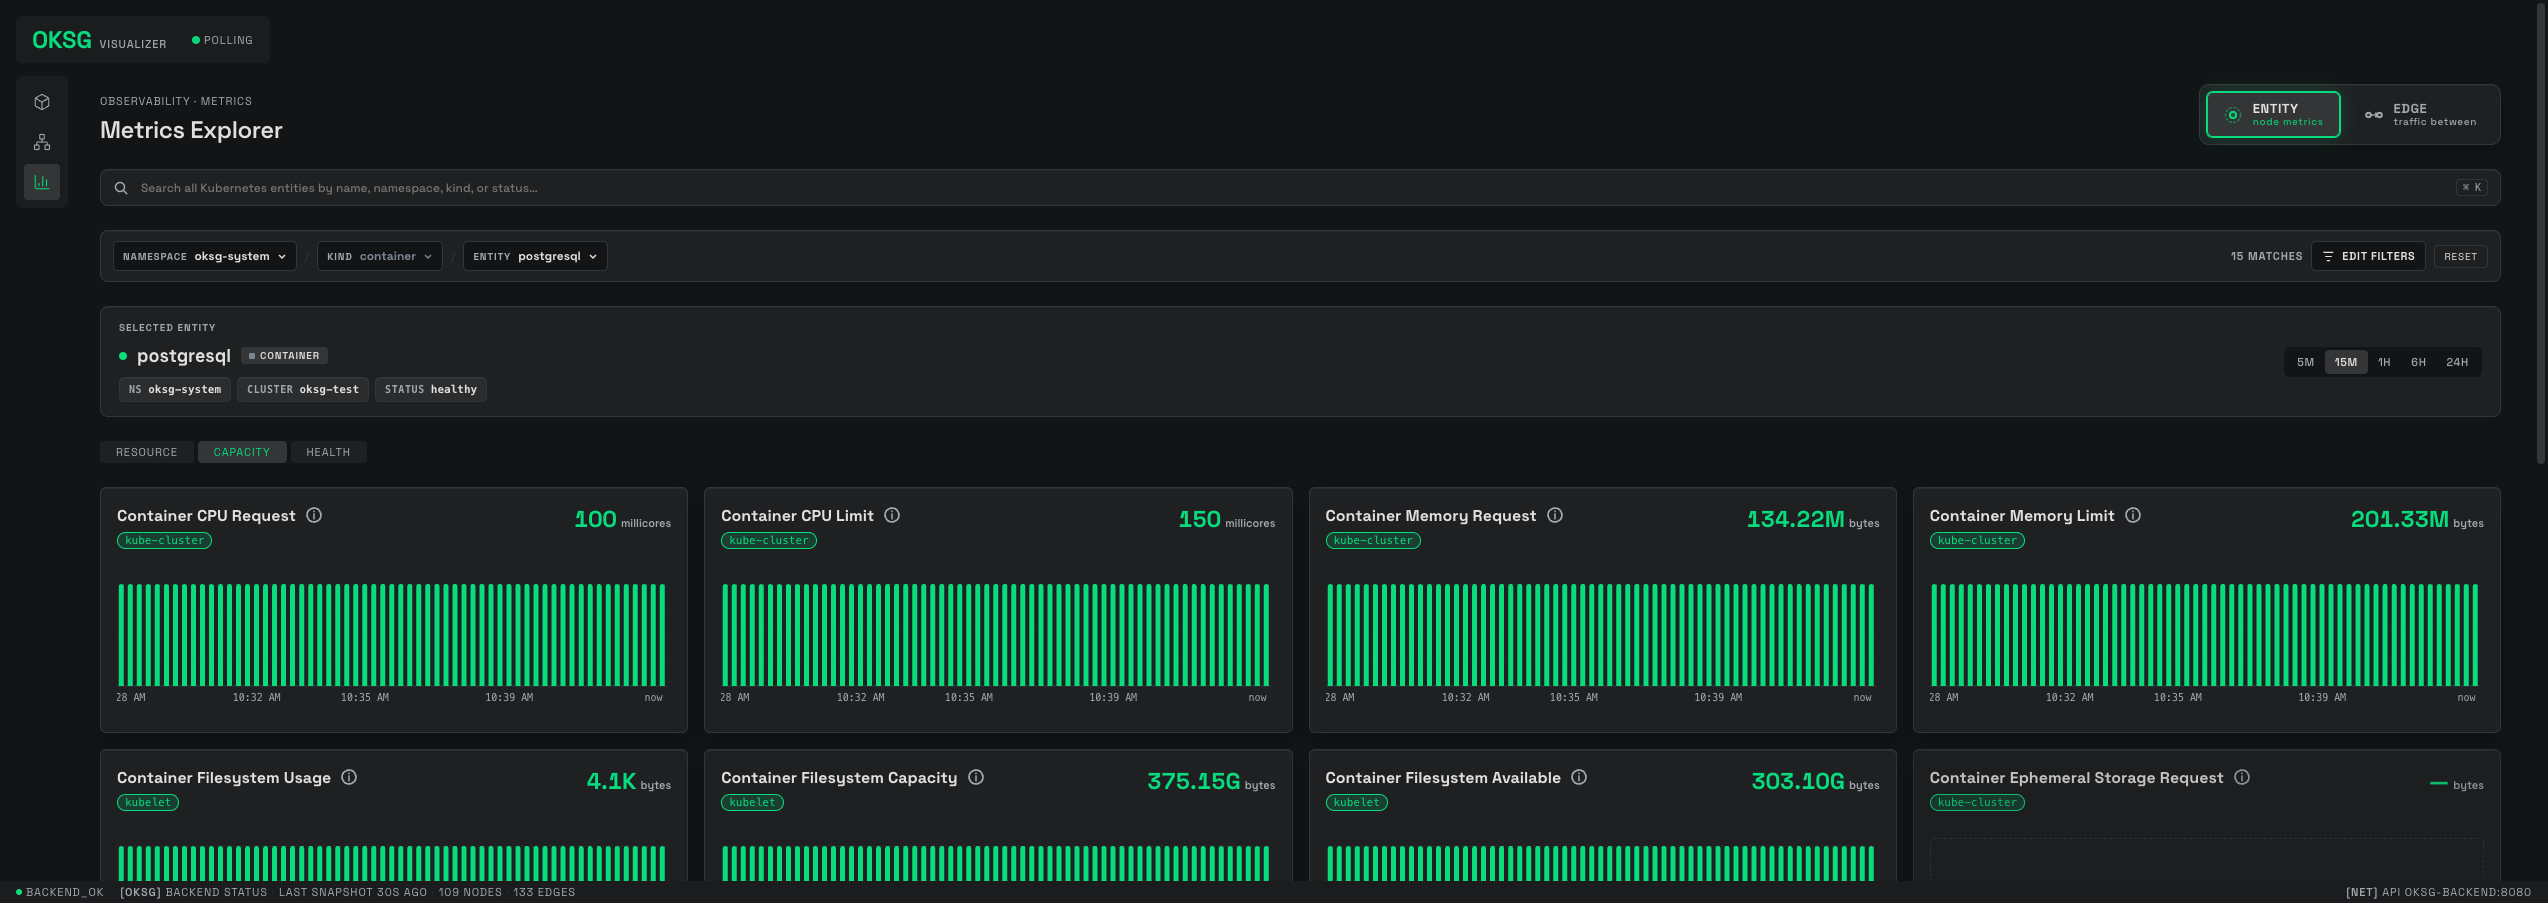 OKSG VISUALIZER POLLING
OBSERVABILITY · METRICS
Metrics Explorer
ENTITY
node metrics
EDGE
traffic between
Search all Kubernetes entities by name, namespace, kind, or status...
⌘ K
NAMESPACE oksg-system / KIND container / ENTITY postgresql
15 MATCHES EDIT FILTERS RESET
SELECTED ENTITY
postgresql CONTAINER
NS oksg-system CLUSTER oksg-test STATUS healthy
5M 15M 1H 6H 24H
RESOURCE CAPACITY HEALTH
Container CPU Request 100 millicores
kube-cluster
28 AM 10:32 AM 10:35 AM 10:39 AM now
Container CPU Limit 150 millicores
kube-cluster
28 AM 10:32 AM 10:35 AM 10:39 AM now
Container Memory Request 134.22M bytes
kube-cluster
28 AM 10:32 AM 10:35 AM 10:39 AM now
Container Memory Limit 201.33M bytes
kube-cluster
28 AM 10:32 AM 10:35 AM 10:39 AM now
Container Filesystem Usage 4.1K bytes
kubelet
Container Filesystem Capacity 375.15G bytes
kubelet
Container Filesystem Available 303.10G bytes
kubelet
Container Ephemeral Storage Request — bytes
kube-cluster
BACKEND_OK [OKSG] BACKEND STATUS · LAST SNAPSHOT 30S AGO · 109 NODES · 133 EDGES
[NET] API OKSG-BACKEND:8080